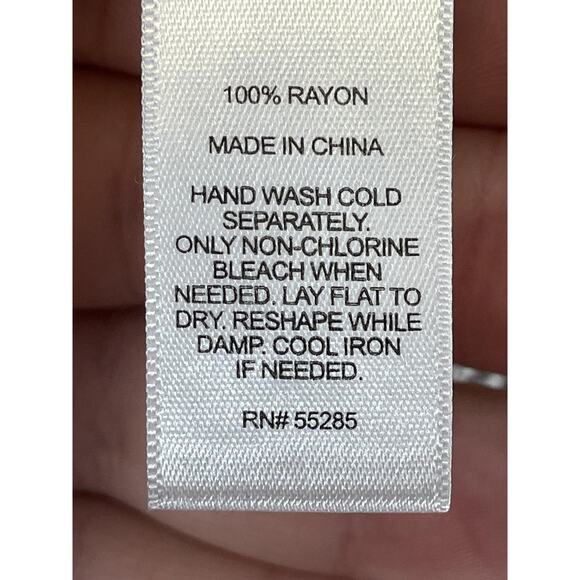 100% RAYON
MADE IN CHINA
HAND WASH COLD
SEPARATELY.
ONLY NON-CHLORINE
BLEACH WHEN
NEEDED. LAY FLAT TO
DRY. RESHAPE WHILE
DAMP. COOL IRON
IF NEEDED.
RN# 55285